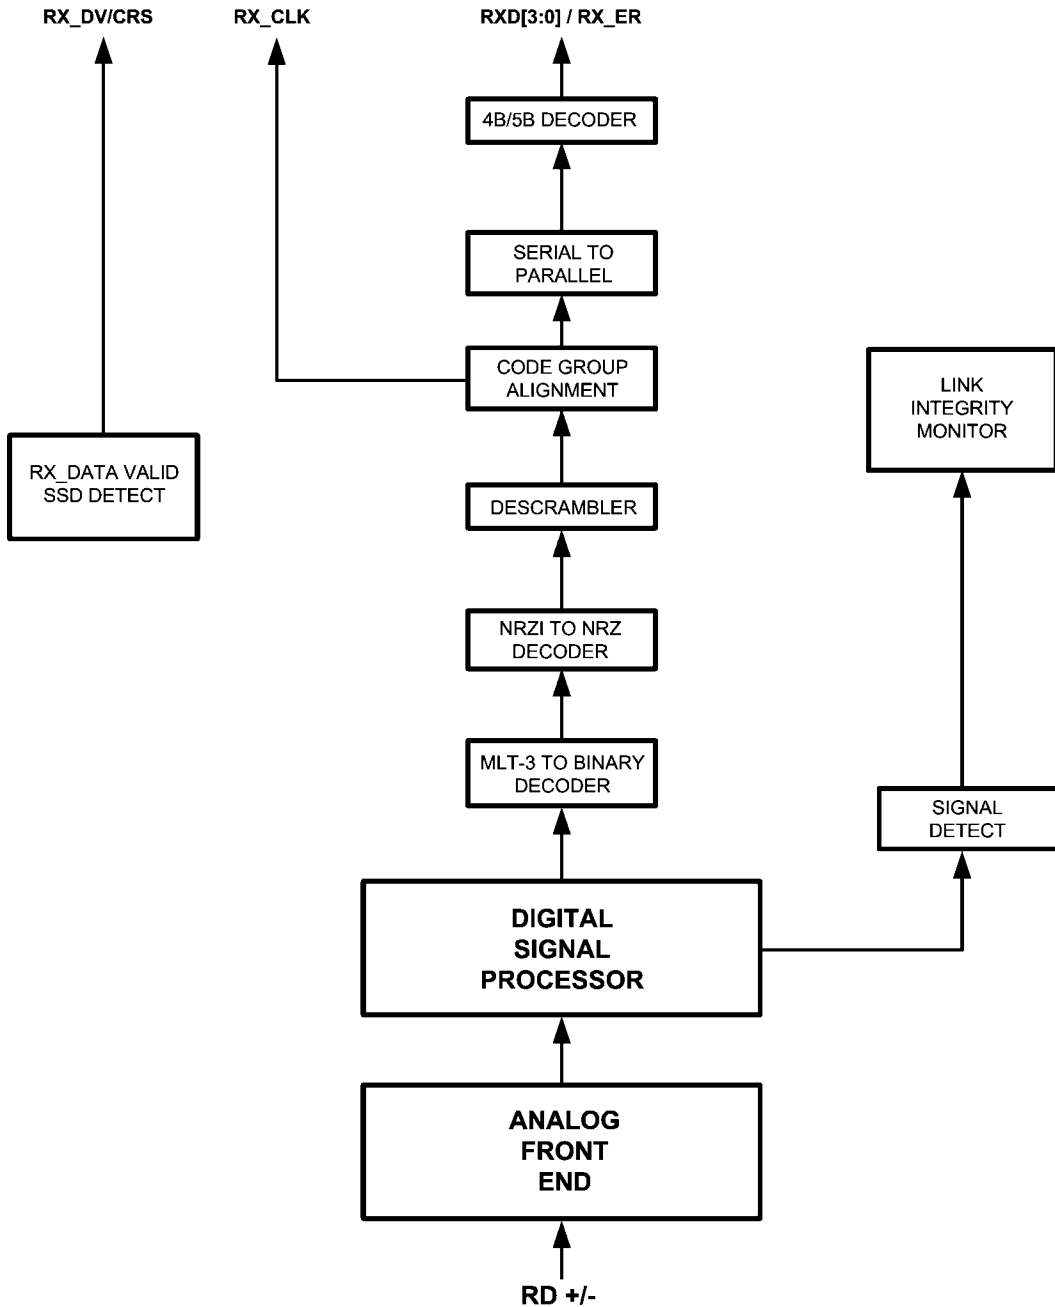 RX_DV/CRS
RX_CLK
RXD[3:0] / RX_ER
4B/5B DECODER
SERIAL TO
PARALLEL
CODE GROUP
ALIGNMENT
LINK
INTEGRITY
MONITOR
RX_DATA VALID
SSD DETECT
DESCRAMBLER
NRZI TO NRZ
DECODER
MLT-3 TO BINARY
DECODER
SIGNAL
DETECT
DIGITAL
SIGNAL
PROCESSOR
ANALOG
FRONT
END
RD +/-